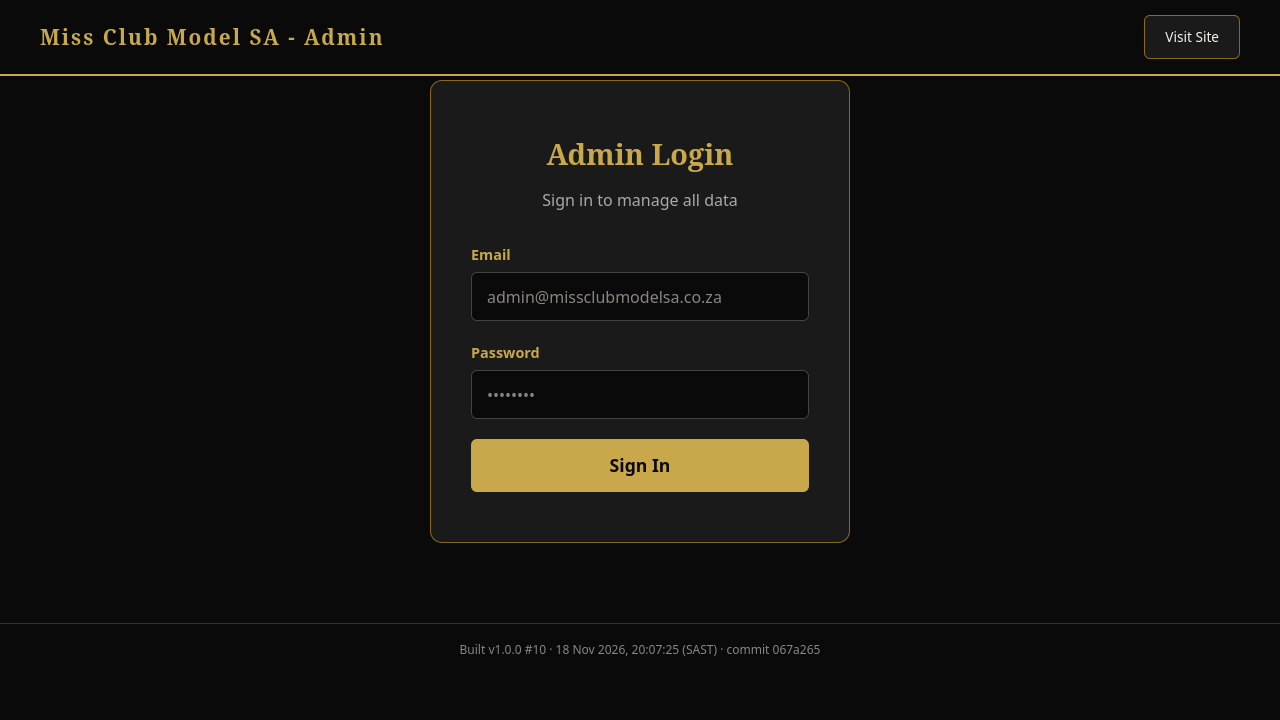 Miss Club Model SA - Admin
Visit Site
Admin Login
Sign in to manage all data
Email
admin@missclubmodelsa.co.za
Password
••••••••
Sign In
Built v1.0.0 #10 · 18 Nov 2026, 20:07:25 (SAST) · commit 067a265